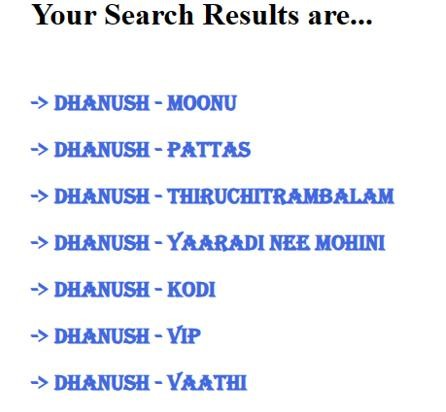 Your Search Results are...
-> DHANUSH - MOONU
-> DHANUSH - PATTAS
-> DHANUSH - THIRUCHITRAMBALAM
-> DHANUSH - YAARADI NEE MOHINI
-> DHANUSH - KODI
-> DHANUSH - VIP
-> DHANUSH - VAATHI